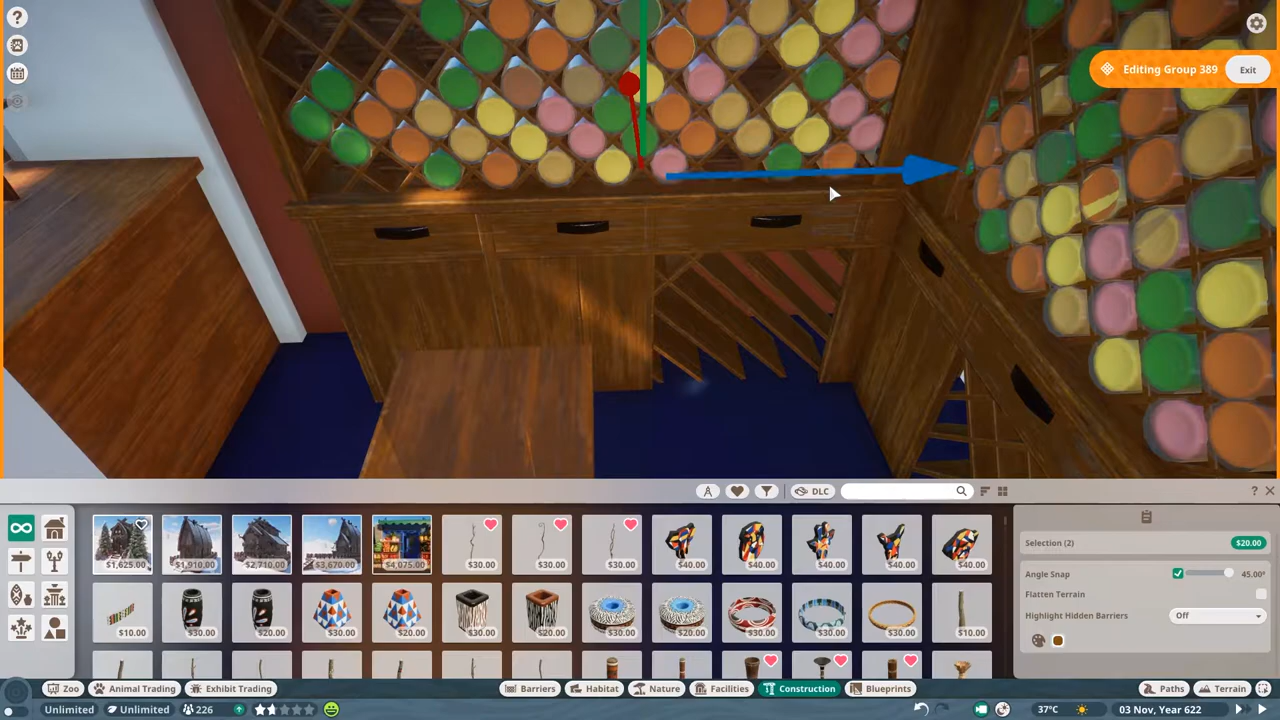 ?
Editing Group 389
Exit
DLC
? ×
$1,625.00
$1,910.00
$2,710.00
$3,670.00
$4,075.00
$30.00
$30.00
$30.00
$40.00
$40.00
$40.00
$40.00
$40.00
$10.00
$30.00
$20.00
$30.00
$20.00
$30.00
$20.00
$30.00
$20.00
$30.00
$30.00
$30.00
$10.00
Selection (2)
$20.00
Angle Snap
45.00°
Flatten Terrain
Highlight Hidden Barriers
Off
Zoo
Animal Trading
Exhibit Trading
Barriers
Habitat
Nature
Facilities
Construction
Blueprints
Paths
Terrain
Unlimited
Unlimited
226
37°C
03 Nov, Year 622